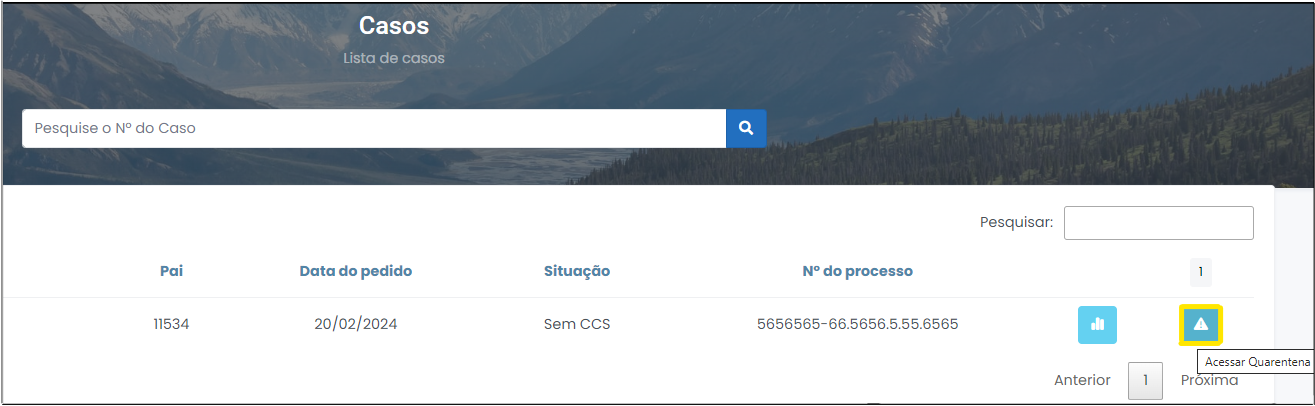 Casos
Lista de casos
Pesquise o Nº do Caso
Pesquisar:
Pai Data do pedido Situação Nº do processo 1
11534 20/02/2024 Sem CCS 5656565-66.5656.5.55.6565
Acessar Quarentena
Anterior 1 Próxima